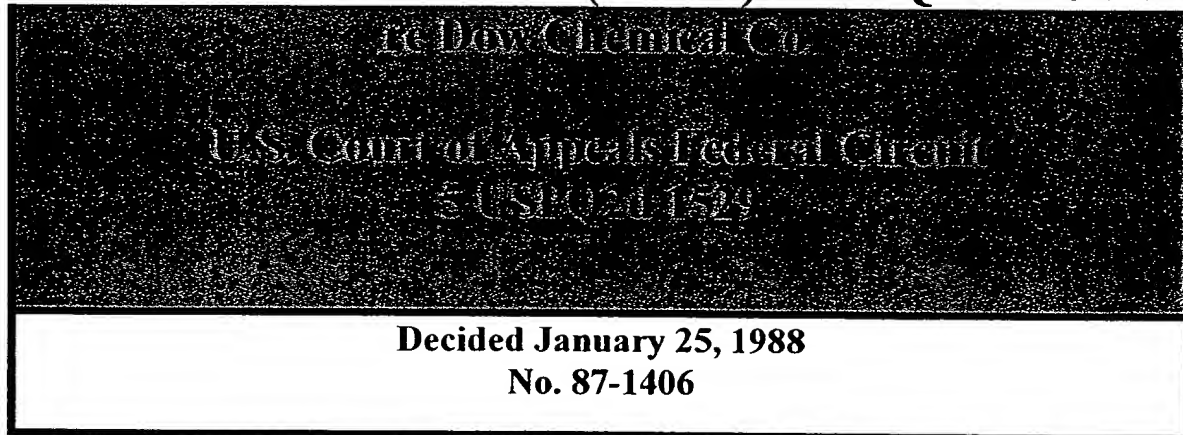 re Dow Chemical Co.
U.S. Court of Appeals Federal Circuit
5 USPQ2d 1529
Decided January 25, 1988
No. 87-1406